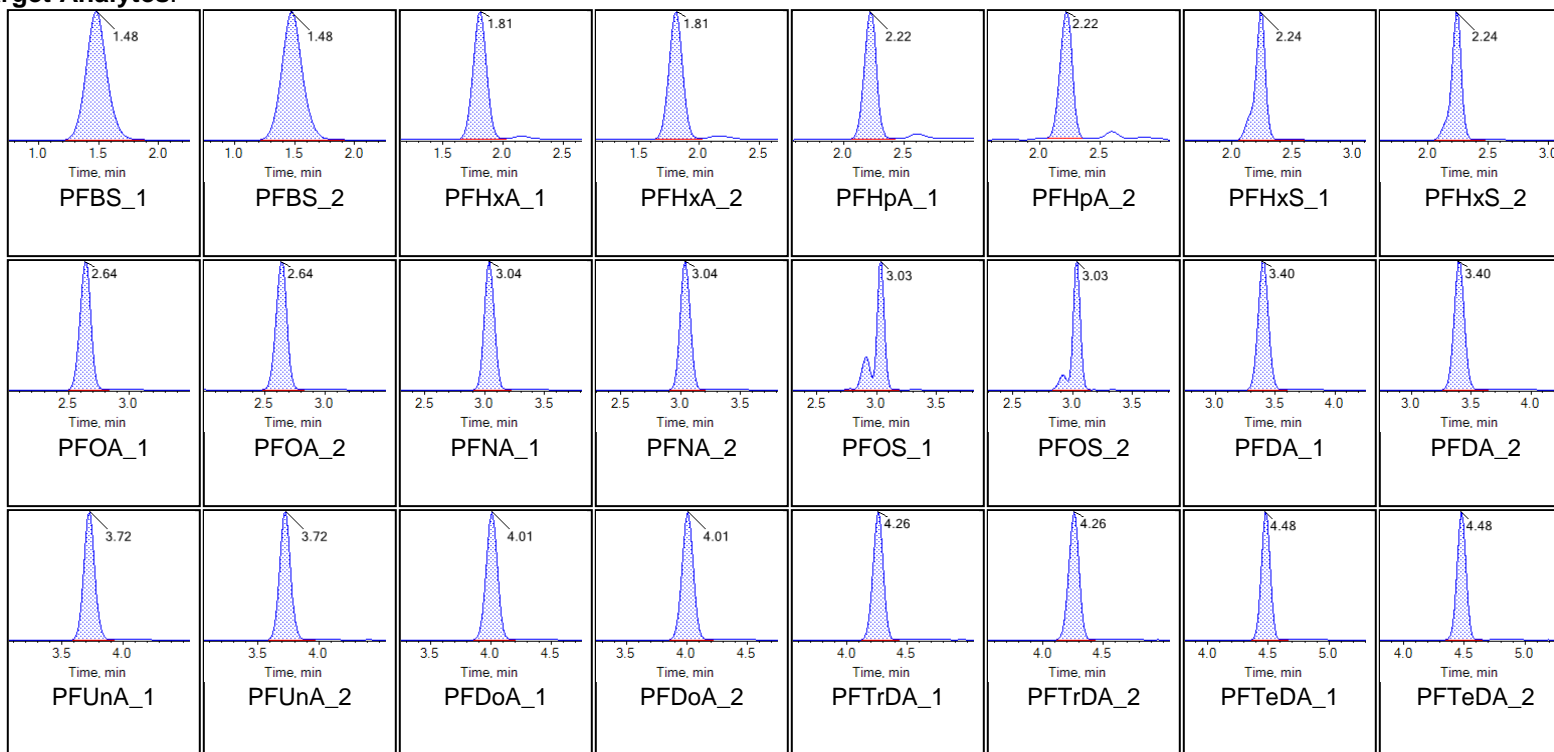 rget Analytes:
1.48 1.48 1.81 1.81 2.22 2.22 2.24 2.24
1.0 1.5 2.0 1.0 1.5 2.0 1.5 2.0 2.5 1.5 2.0 2.5 2.0 2.5 2.0 2.5 2.0 2.5 3.0 2.0 2.5 3.0
Time, min Time, min Time, min Time, min Time, min Time, min Time, min Time, min
PFBS_1 PFBS_2 PFHxA_1 PFHxA_2 PFHpA_1 PFHpA_2 PFHxS_1 PFHxS_2
2.64 2.64 3.04 3.04 3.03 3.03 3.40 3.40
2.5 3.0 2.5 3.0 2.5 3.0 3.5 2.5 3.0 3.5 2.5 3.0 3.5 2.5 3.0 3.5 3.0 3.5 4.0 3.0 3.5 4.0
Time, min Time, min Time, min Time, min Time, min Time, min Time, min Time, min
PFOA_1 PFOA_2 PFNA_1 PFNA_2 PFOS_1 PFOS_2 PFDA_1 PFDA_2
3.72 3.72 4.01 4.01 4.26 4.26 4.48 4.48
3.5 4.0 3.5 4.0 3.5 4.0 4.5 3.5 4.0 4.5 4.0 4.5 4.0 4.5 4.0 4.5 5.0 4.0 4.5 5.0
Time, min Time, min Time, min Time, min Time, min Time, min Time, min Time, min
PFUnA_1 PFUnA_2 PFDoA_1 PFDoA_2 PFTrDA_1 PFTrDA_2 PFTeDA_1 PFTeDA_2